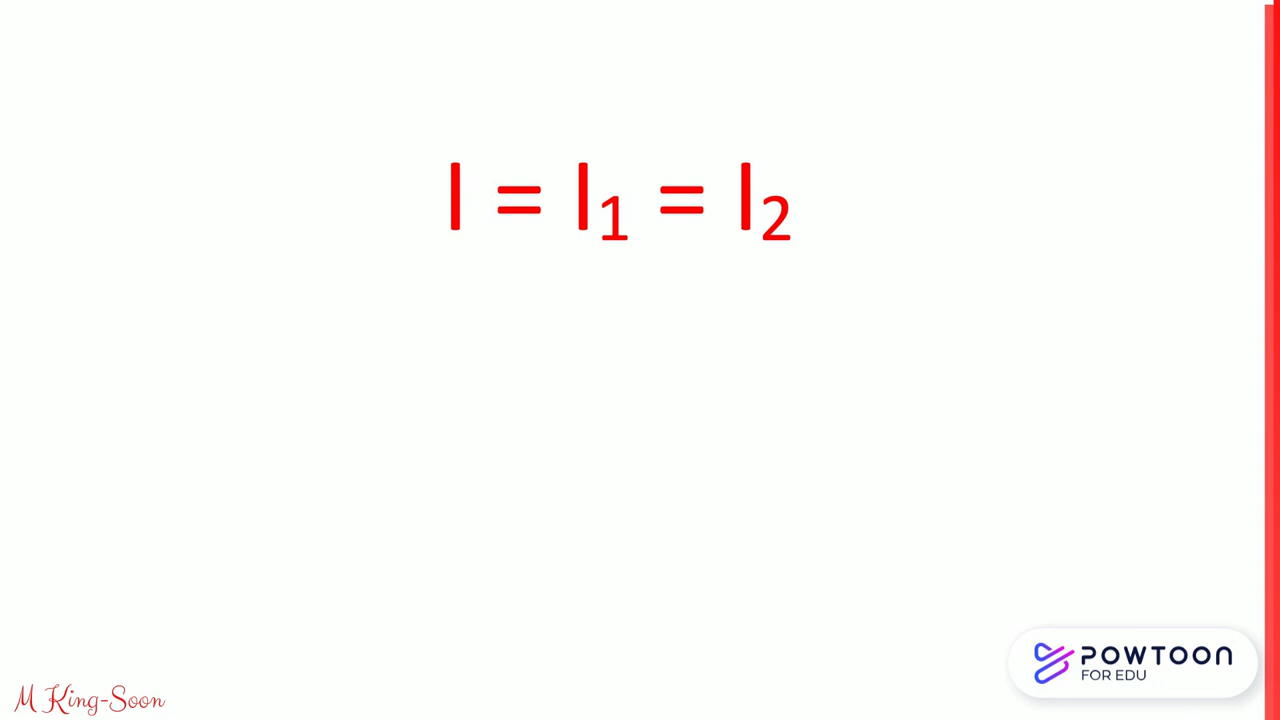 I = I₁ = I₂
POWTOON
FOR EDU
M King-Soon